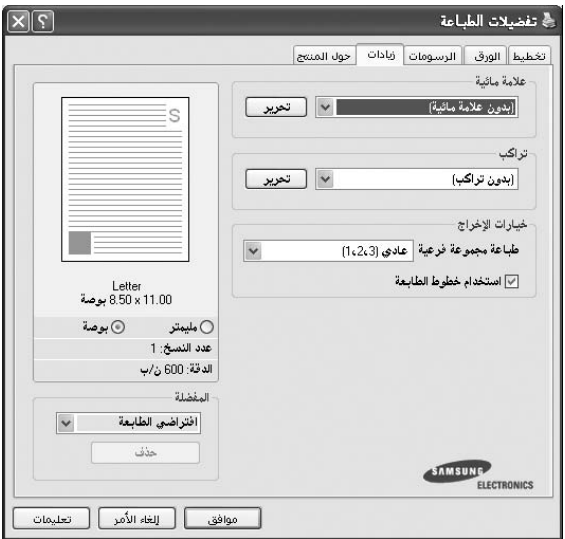 تفضيلات الطباعة
تخطيط الورق الرسومات زيادات حول المنتج
علامة مائية
(بدون علامة مائية) تحرير
تراكب
(بدون تراكب) تحرير
خيارات الإخراج
طباعة مجموعة فرعية عادي (1،2،3)
استخدام خطوط الطابعة
S
Letter
8.50 x 11.00 بوصة
مليمتر بوصة
عدد النسخ: 1
الدقة: 600 ن/ب
المفضلة
افتراضي الطابعة
حذف
SAMSUNG
ELECTRONICS
موافق إلغاء الأمر تعليمات